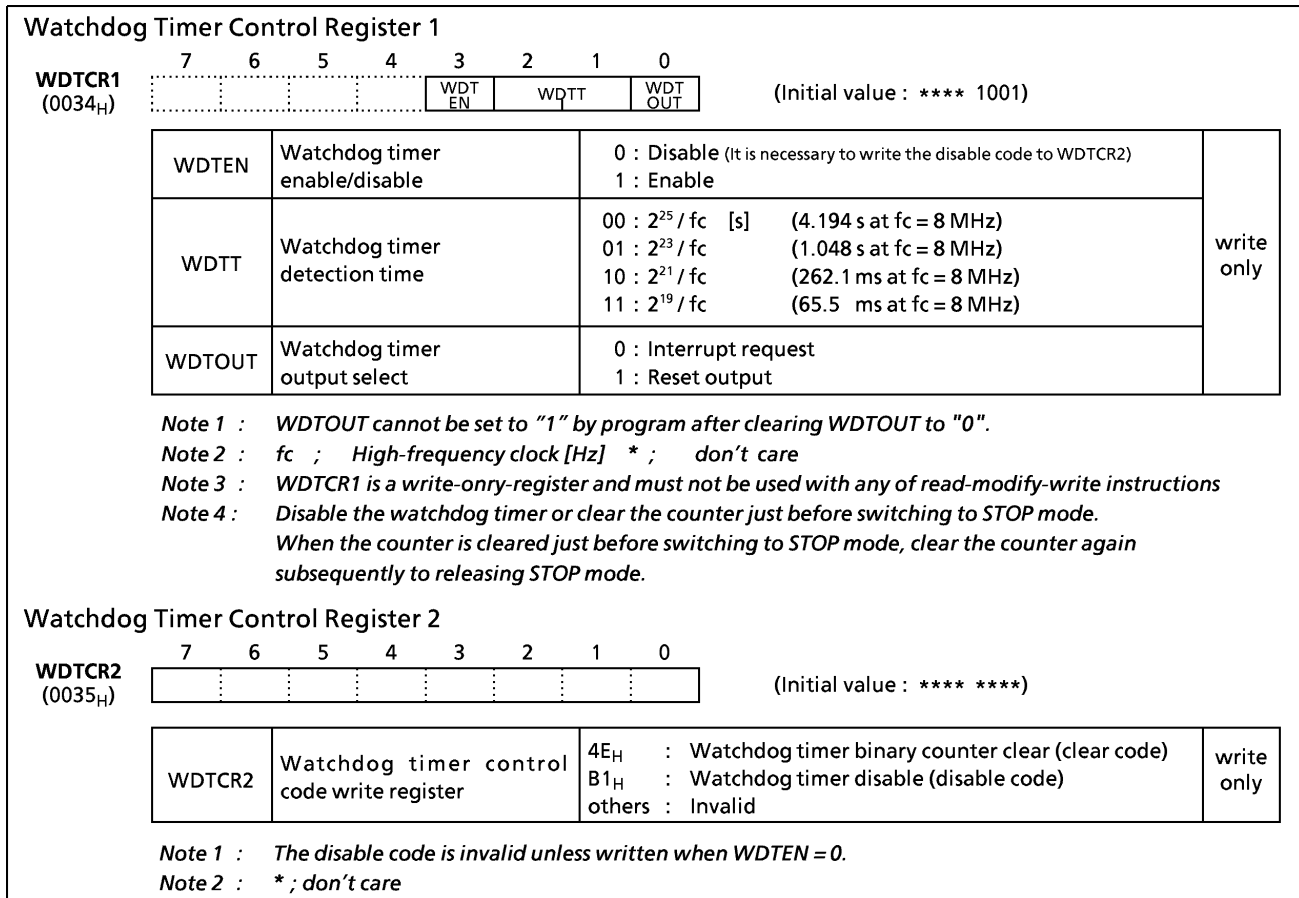 Watchdog Timer Control Register 1
7 6 5 4 3 2 1 0
WDTCR1
(0034H)
WDT EN WDTT WDT OUT
(Initial value : **** 1001)
WDTEN
Watchdog timer
enable/disable
0 : Disable (It is necessary to write the disable code to WDTCR2)
1 : Enable
WDTT
Watchdog timer
detection time
00 : 2²⁵ / fc [s] (4.194 s at fc = 8 MHz)
01 : 2²³ / fc (1.048 s at fc = 8 MHz)
10 : 2²¹ / fc (262.1 ms at fc = 8 MHz)
11 : 2¹⁹ / fc (65.5 ms at fc = 8 MHz)
WDTOUT
Watchdog timer
output select
0 : Interrupt request
1 : Reset output
write
only
Note 1 : WDTOUT cannot be set to "1" by program after clearing WDTOUT to "0".
Note 2 : fc ; High-frequency clock [Hz] * ; don't care
Note 3 : WDTCR1 is a write-onry-register and must not be used with any of read-modify-write instructions
Note 4 : Disable the watchdog timer or clear the counter just before switching to STOP mode.
When the counter is cleared just before switching to STOP mode, clear the counter again
subsequently to releasing STOP mode.
Watchdog Timer Control Register 2
7 6 5 4 3 2 1 0
WDTCR2
(0035H)
(Initial value : **** ****)
WDTCR2
Watchdog timer control
code write register
4EH : Watchdog timer binary counter clear (clear code)
B1H : Watchdog timer disable (disable code)
others : Invalid
write
only
Note 1 : The disable code is invalid unless written when WDTEN = 0.
Note 2 : * ; don't care